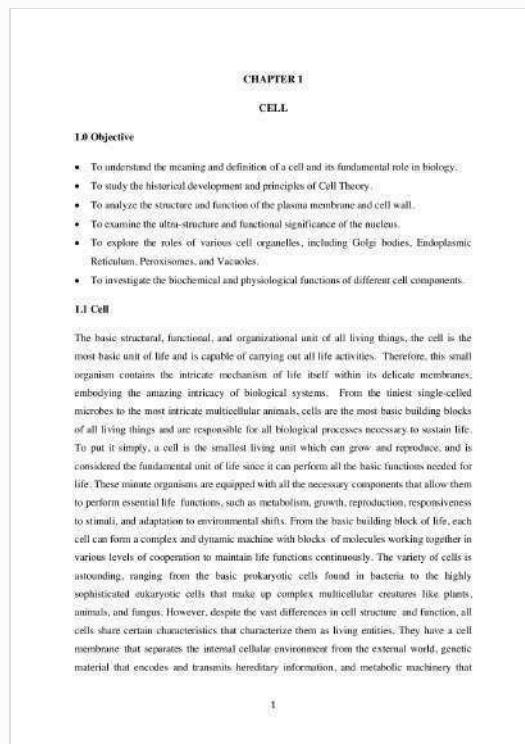 CHAPTER 1
CELL
1.0 Objective
• To understand the meaning and definition of a cell and its fundamental role in biology.
• To study the historical development and principles of Cell Theory.
• To analyze the structure and function of the plasma membrane and cell wall.
• To examine the ultra-structure and functional significance of the nucleus.
• To explore the roles of various cell organelles, including Golgi bodies, Endoplasmic
Reticulum, Peroxisomes, and Vacuoles.
• To investigate the biochemical and physiological functions of different cell components.
1.1 Cell
The basic structural, functional, and organizational unit of all living things, the cell is the
most basic unit of life and is capable of carrying out all life activities. Therefore, this small
organism contains the intricate mechanism of life itself within its delicate membranes,
embodying the amazing intricacy of biological systems. From the tiniest single-celled
microbes to the most intricate multicellular animals, cells are the most basic building blocks
of all living things and are responsible for all biological processes necessary to sustain life.
To put it simply, a cell is the smallest living unit which can grow and reproduce, and is
considered the fundamental unit of life since it can perform all the basic functions needed for
life. These minute organisms are equipped with all the necessary components that allow them
to perform essential life functions, such as metabolism, growth, reproduction, responsiveness
to stimuli, and adaptation to environmental shifts. From the basic building block of life, each
cell can form a complex and dynamic machine with blocks of molecules working together in
various levels of cooperation to maintain life functions continuously. The variety of cells is
astounding, ranging from the basic prokaryotic cells found in bacteria to the highly
sophisticated eukaryotic cells that make up complex multicellular creatures like plants,
animals, and fungus. However, despite the vast differences in cell structure and function, all
cells share certain characteristics that characterize them as living entities. They have a cell
membrane that separates the internal cellular environment from the external world, genetic
material that encodes and transmits hereditary information, and metabolic machinery that
1